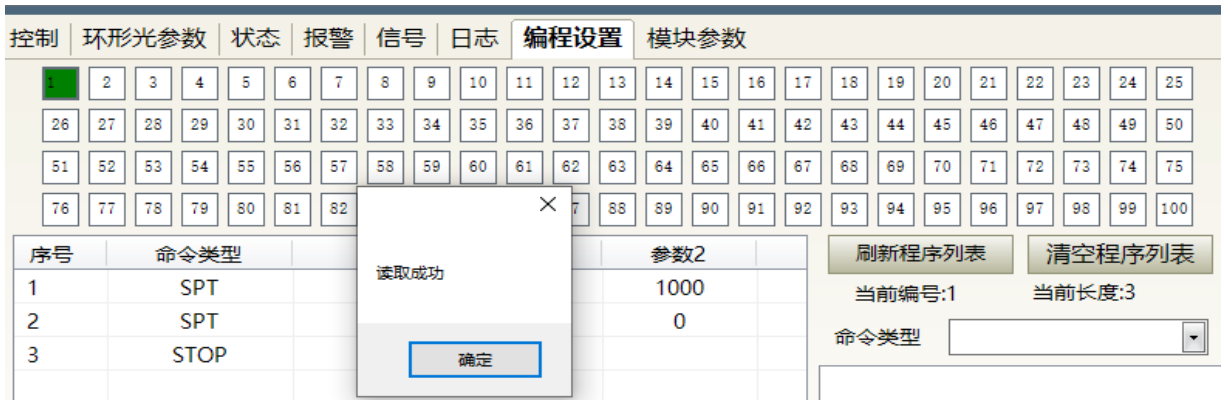 控制 环形光参数 状态 报警 信号 日志 编程设置 模块参数
1 2 3 4 5 6 7 8 9 10 11 12 13 14 15 16 17 18 19 20 21 22 23 24 25
26 27 28 29 30 31 32 33 34 35 36 37 38 39 40 41 42 43 44 45 46 47 48 49 50
51 52 53 54 55 56 57 58 59 60 61 62 63 64 65 66 67 68 69 70 71 72 73 74 75
76 77 78 79 80 81 82 7 88 89 90 91 92 93 94 95 96 97 98 99 100
序号 命令类型 参数2 刷新程序列表 清空程序列表
读取成功
1 SPT 1000 当前编号:1 当前长度:3
2 SPT 0 命令类型
3 STOP
确定